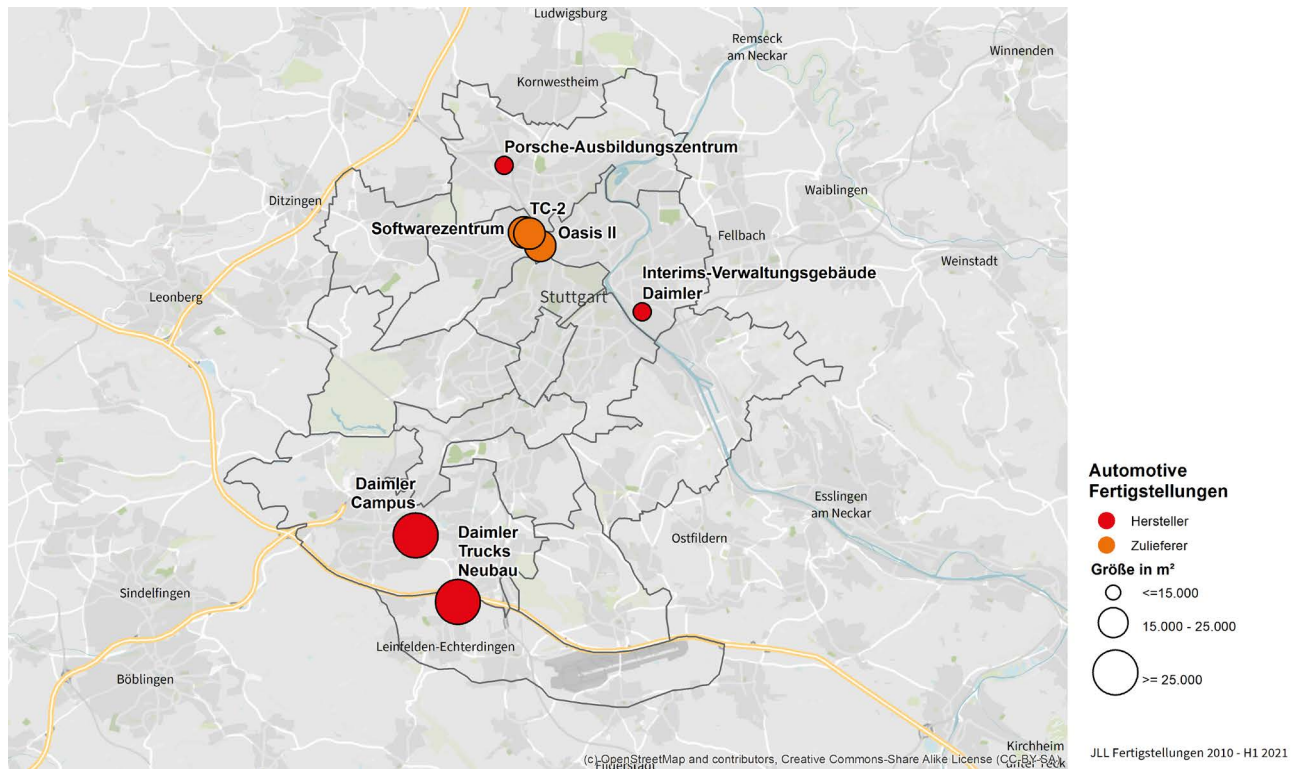 Ludwigsburg
Remseck
am Neckar
Winnenden
Kornwestheim
Porsche-Ausbildungszentrum
Waiblingen
Ditzingen
TC-2
Softwarezentrum
Oasis II
Fellbach
Weinstadt
Interims-Verwaltungsgebäude
Daimler
Leonberg
Stuttgart
Daimler
Campus
Esslingen
am Neckar
Daimler
Trucks
Neubau
Ostfildern
Sindelfingen
Leinfelden-Echterdingen
Böblingen
Kirchheim
unter Teck
Filderstadt
(c) OpenStreetMap and contributors, Creative Commons-Share Alike License (CC-BY-SA)
Automotive
Fertigstellungen
Hersteller
Zulieferer
Größe in m²
<=15.000
15.000 - 25.000
>= 25.000
JLL Fertigstellungen 2010 - H1 2021